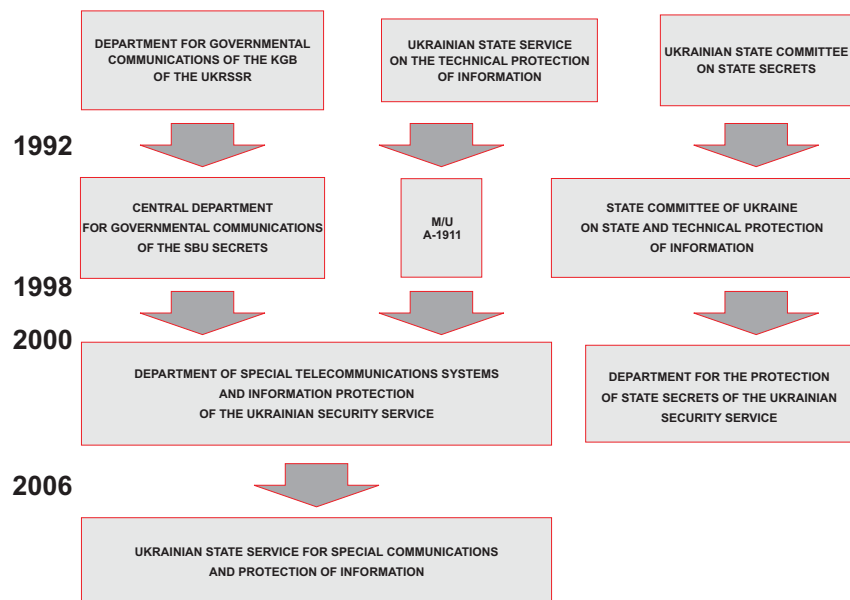 DEPARTMENT FOR GOVERNMENTAL
COMMUNICATIONS OF THE KGB
OF THE UKRSSR
UKRAINIAN STATE SERVICE
ON THE TECHNICAL PROTECTION
OF INFORMATION
UKRAINIAN STATE COMMITTEE
ON STATE SECRETS
1992
CENTRAL DEPARTMENT
FOR GOVERNMENTAL COMMUNICATIONS
OF THE SBU SECRETS
M/U
A-1911
STATE COMMITTEE OF UKRAINE
ON STATE AND TECHNICAL PROTECTION
OF INFORMATION
1998
2000
DEPARTMENT OF SPECIAL TELECOMMUNICATIONS SYSTEMS
AND INFORMATION PROTECTION
OF THE UKRAINIAN SECURITY SERVICE
DEPARTMENT FOR THE PROTECTION
OF STATE SECRETS OF THE UKRAINIAN
SECURITY SERVICE
2006
UKRAINIAN STATE SERVICE FOR SPECIAL COMMUNICATIONS
AND PROTECTION OF INFORMATION